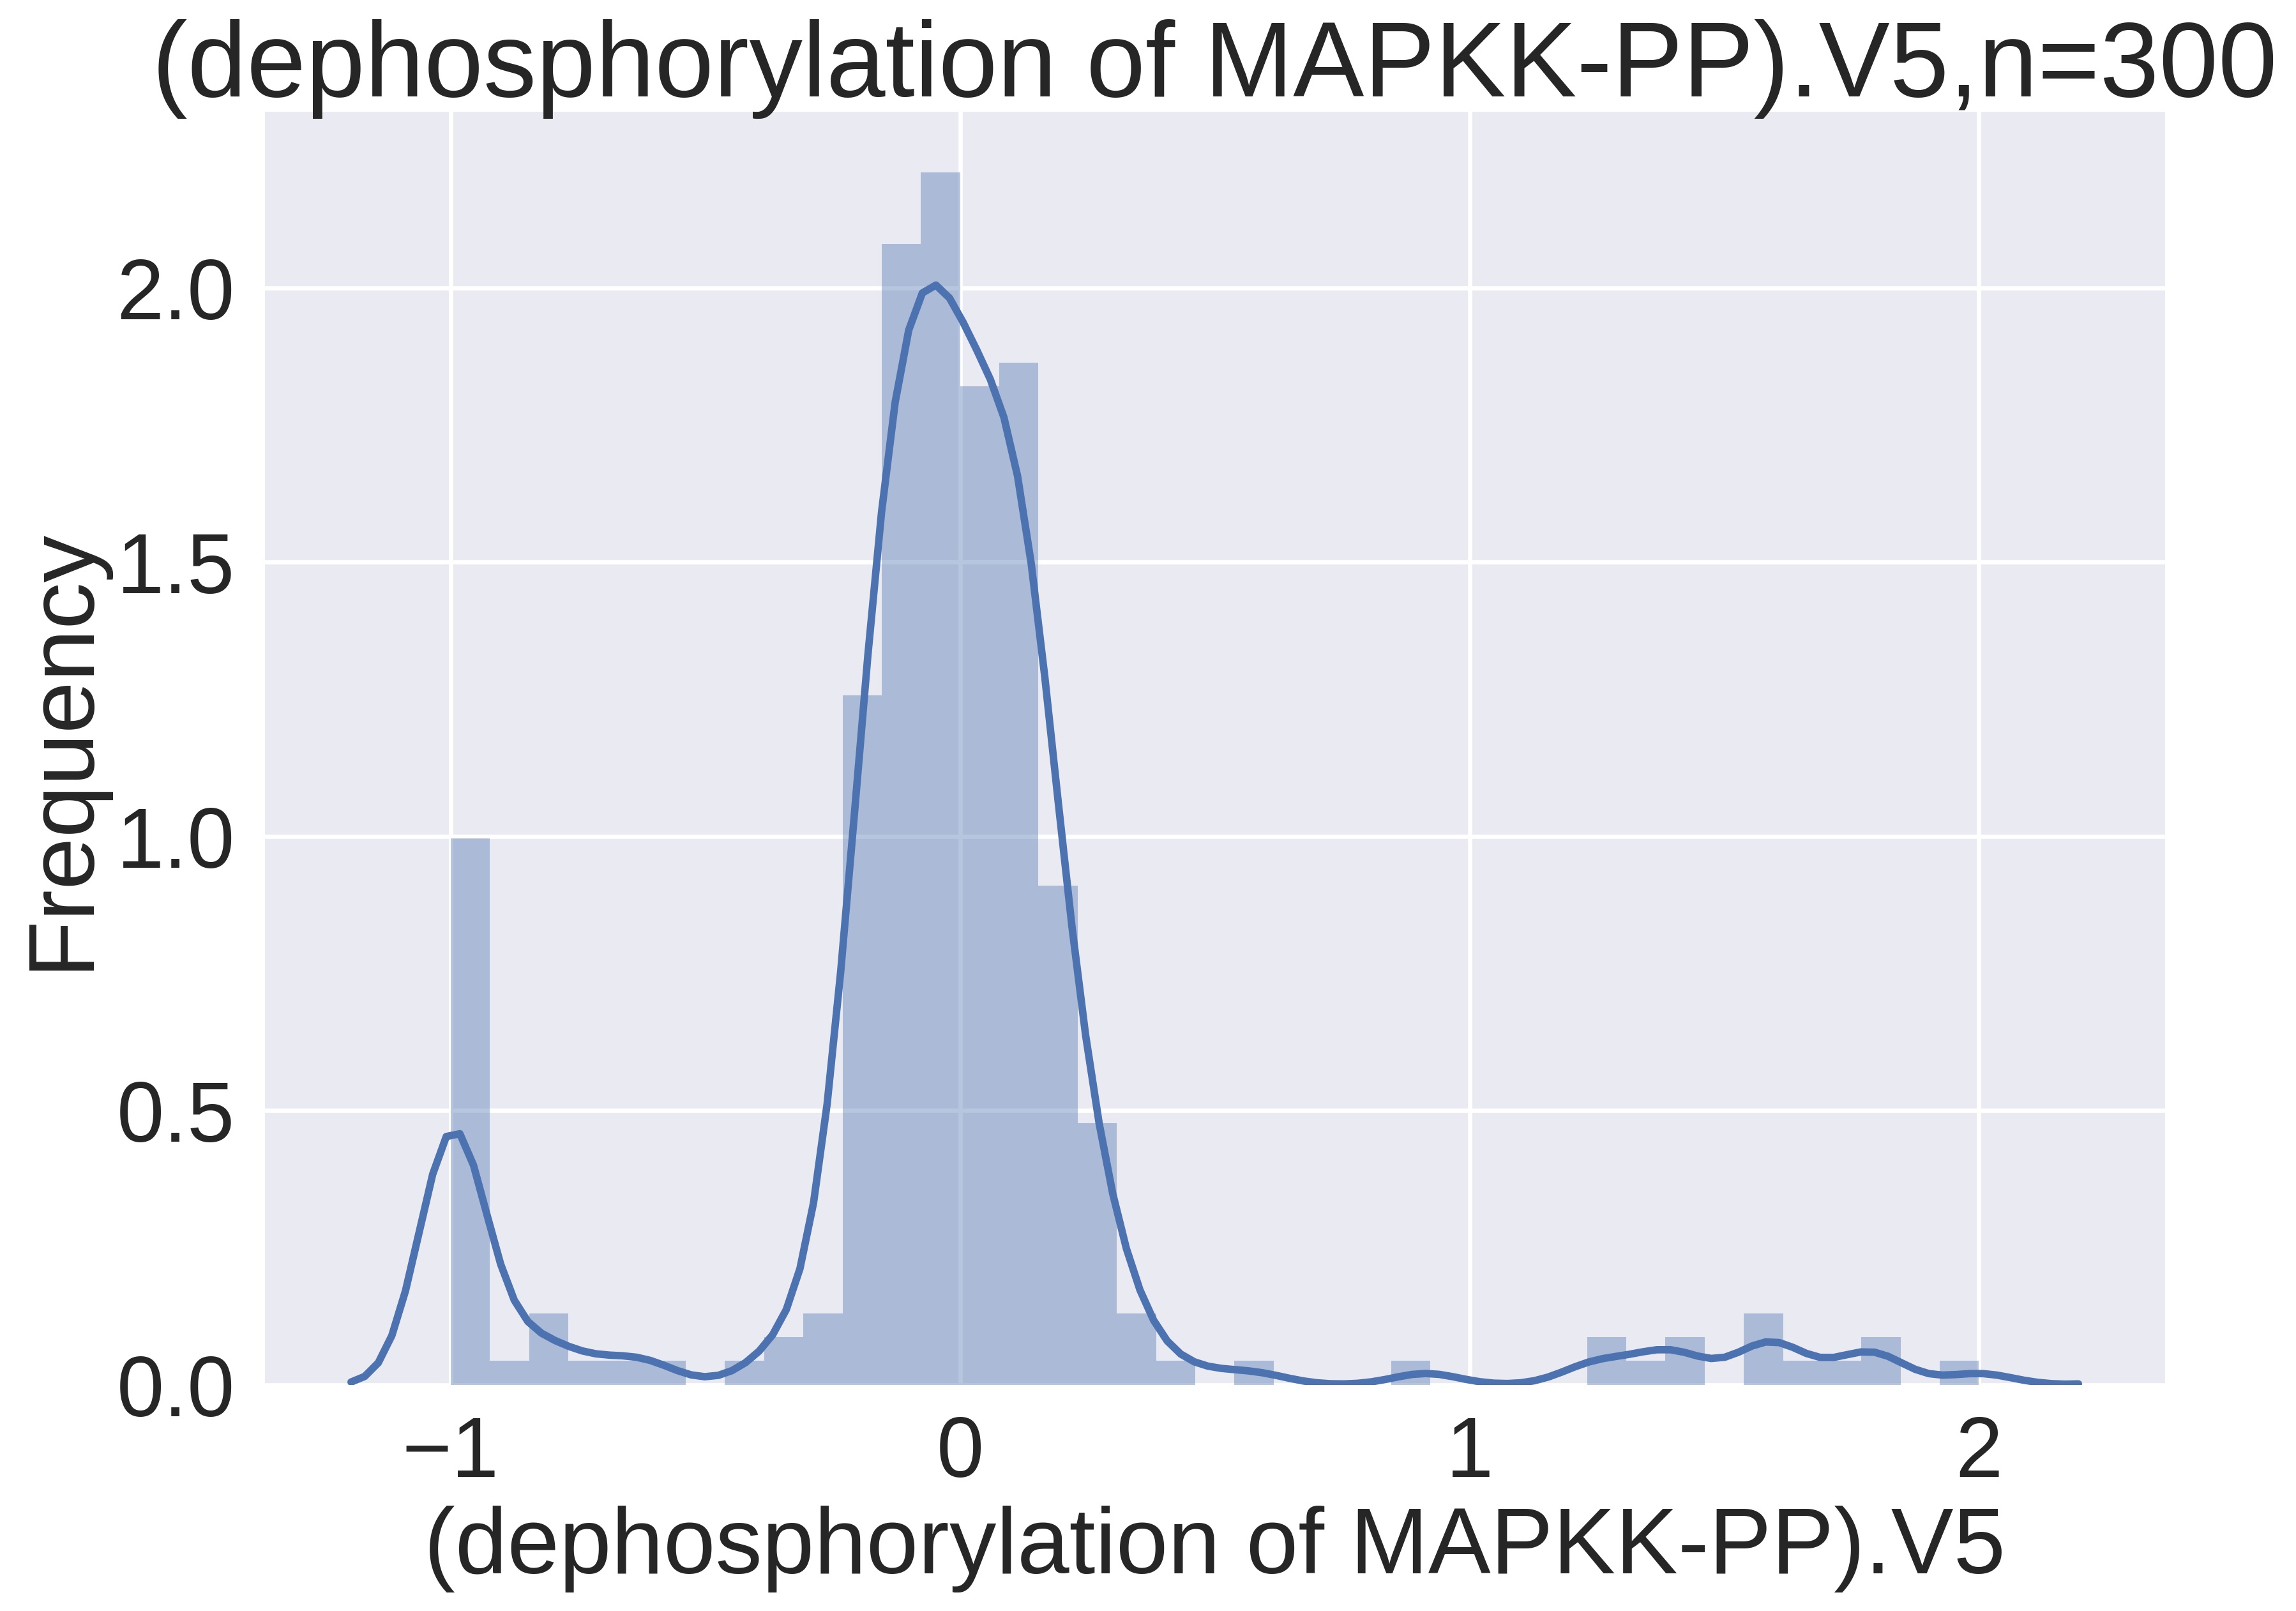 (dephosphorylation of MAPKK-PP).V5,n=300
Frequency
2.0
1.5
1.0
0.5
0.0
−1 0 1 2
(dephosphorylation of MAPKK-PP).V5